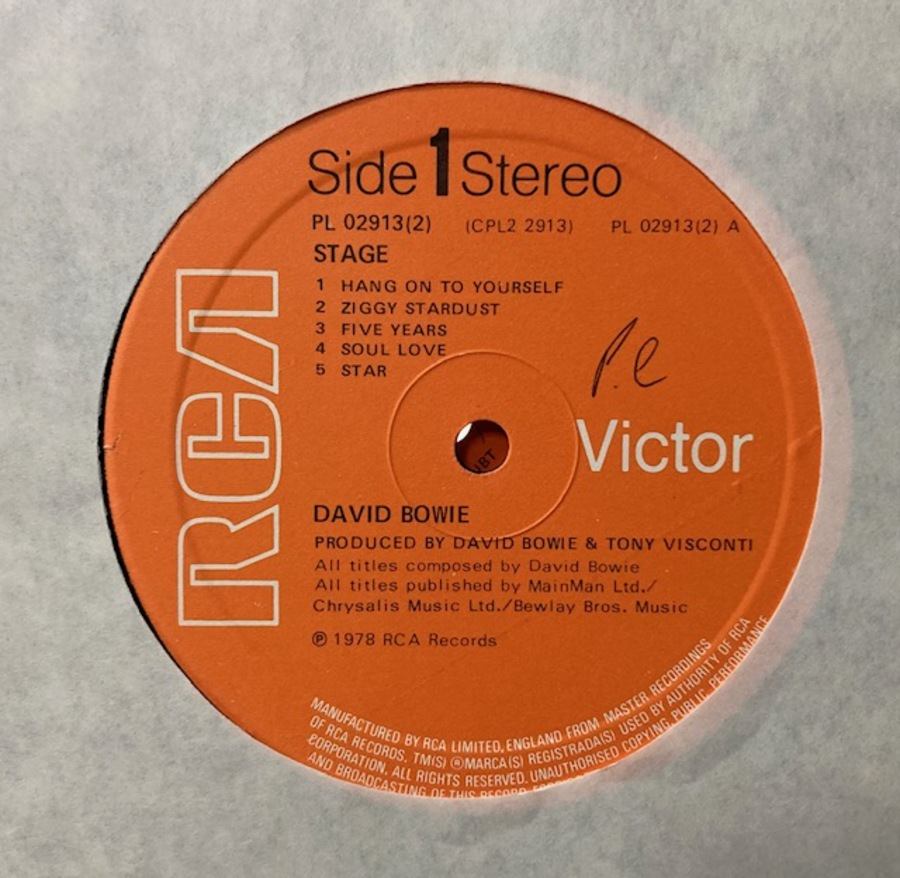 Side 1 Stereo
PL 02913(2) (CPL2 2913) PL 02913(2) A
STAGE
1 HANG ON TO YOURSELF
2 ZIGGY STARDUST
3 FIVE YEARS
4 SOUL LOVE
5 STAR
P.e
RCA
Victor
UBT
DAVID BOWIE
PRODUCED BY DAVID BOWIE & TONY VISCONTI
All titles composed by David Bowie
All titles published by MainMan Ltd./
Chrysalis Music Ltd./Bewlay Bros. Music
℗ 1978 RCA Records
MANUFACTURED BY RCA LIMITED, ENGLAND FROM MASTER RECORDINGS
OF RCA RECORDS. TM(S) ® MARCA(S) REGISTRADA(S) USED BY AUTHORITY OF RCA
CORPORATION. ALL RIGHTS RESERVED. UNAUTHORISED COPYING PUBLIC PERFORMANCE
AND BROADCASTING OF THIS RECORD